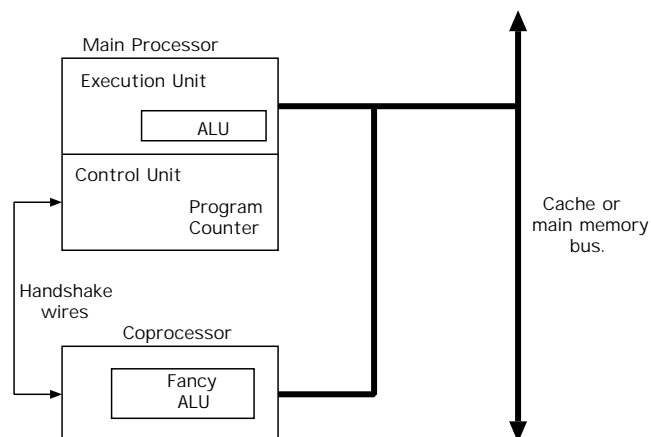 Main Processor
Execution Unit
ALU
Control Unit
Program
Counter
Cache or
main memory
bus.
Handshake
wires
Coprocessor
Fancy
ALU